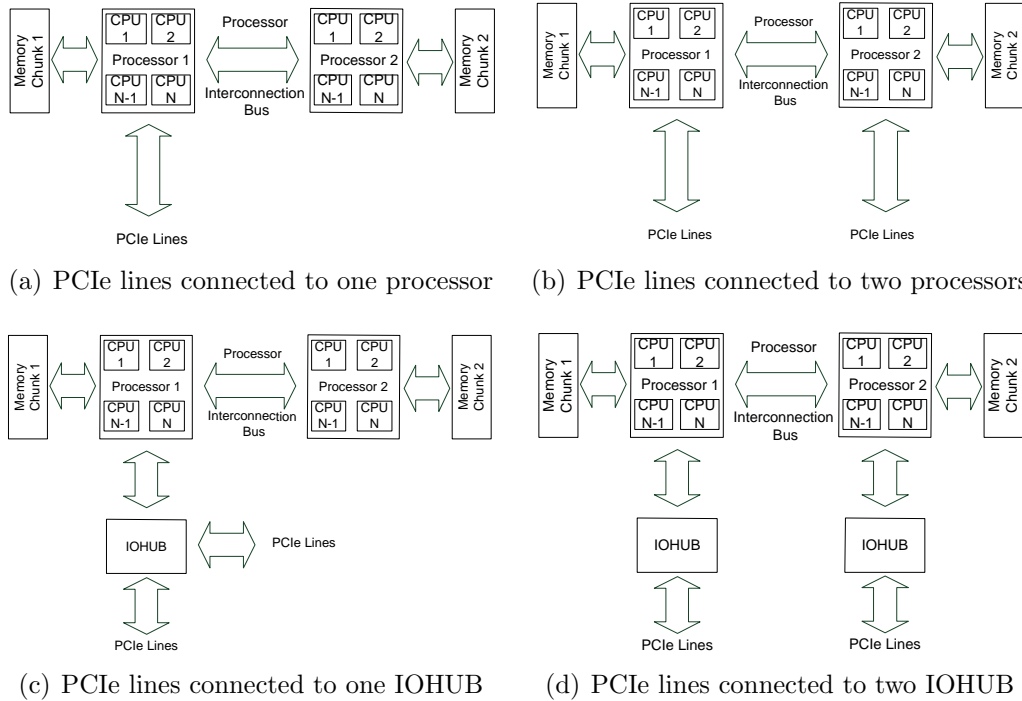 Memory
Chunk 1
CPU
1
CPU
2
Processor 1
CPU
N-1
CPU
N
Processor
Interconnection
Bus
CPU
1
CPU
2
Processor 2
CPU
N-1
CPU
N
Memory
Chunk 2
PCIe Lines
(a) PCIe lines connected to one processor
Memory
Chunk 1
CPU
1
CPU
2
Processor 1
CPU
N-1
CPU
N
Processor
Interconnection
Bus
CPU
1
CPU
2
Processor 2
CPU
N-1
CPU
N
Memory
Chunk 2
PCIe Lines
PCIe Lines
(b) PCIe lines connected to two processors
Memory
Chunk 1
CPU
1
CPU
2
Processor 1
CPU
N-1
CPU
N
Processor
Interconnection
Bus
CPU
1
CPU
2
Processor 2
CPU
N-1
CPU
N
Memory
Chunk 2
IOHUB
PCIe Lines
PCIe Lines
(c) PCIe lines connected to one IOHUB
Memory
Chunk 1
CPU
1
CPU
2
Processor 1
CPU
N-1
CPU
N
Processor
Interconnection
Bus
CPU
1
CPU
2
Processor 2
CPU
N-1
CPU
N
Memory
Chunk 2
IOHUB
IOHUB
PCIe Lines
PCIe Lines
(d) PCIe lines connected to two IOHUB